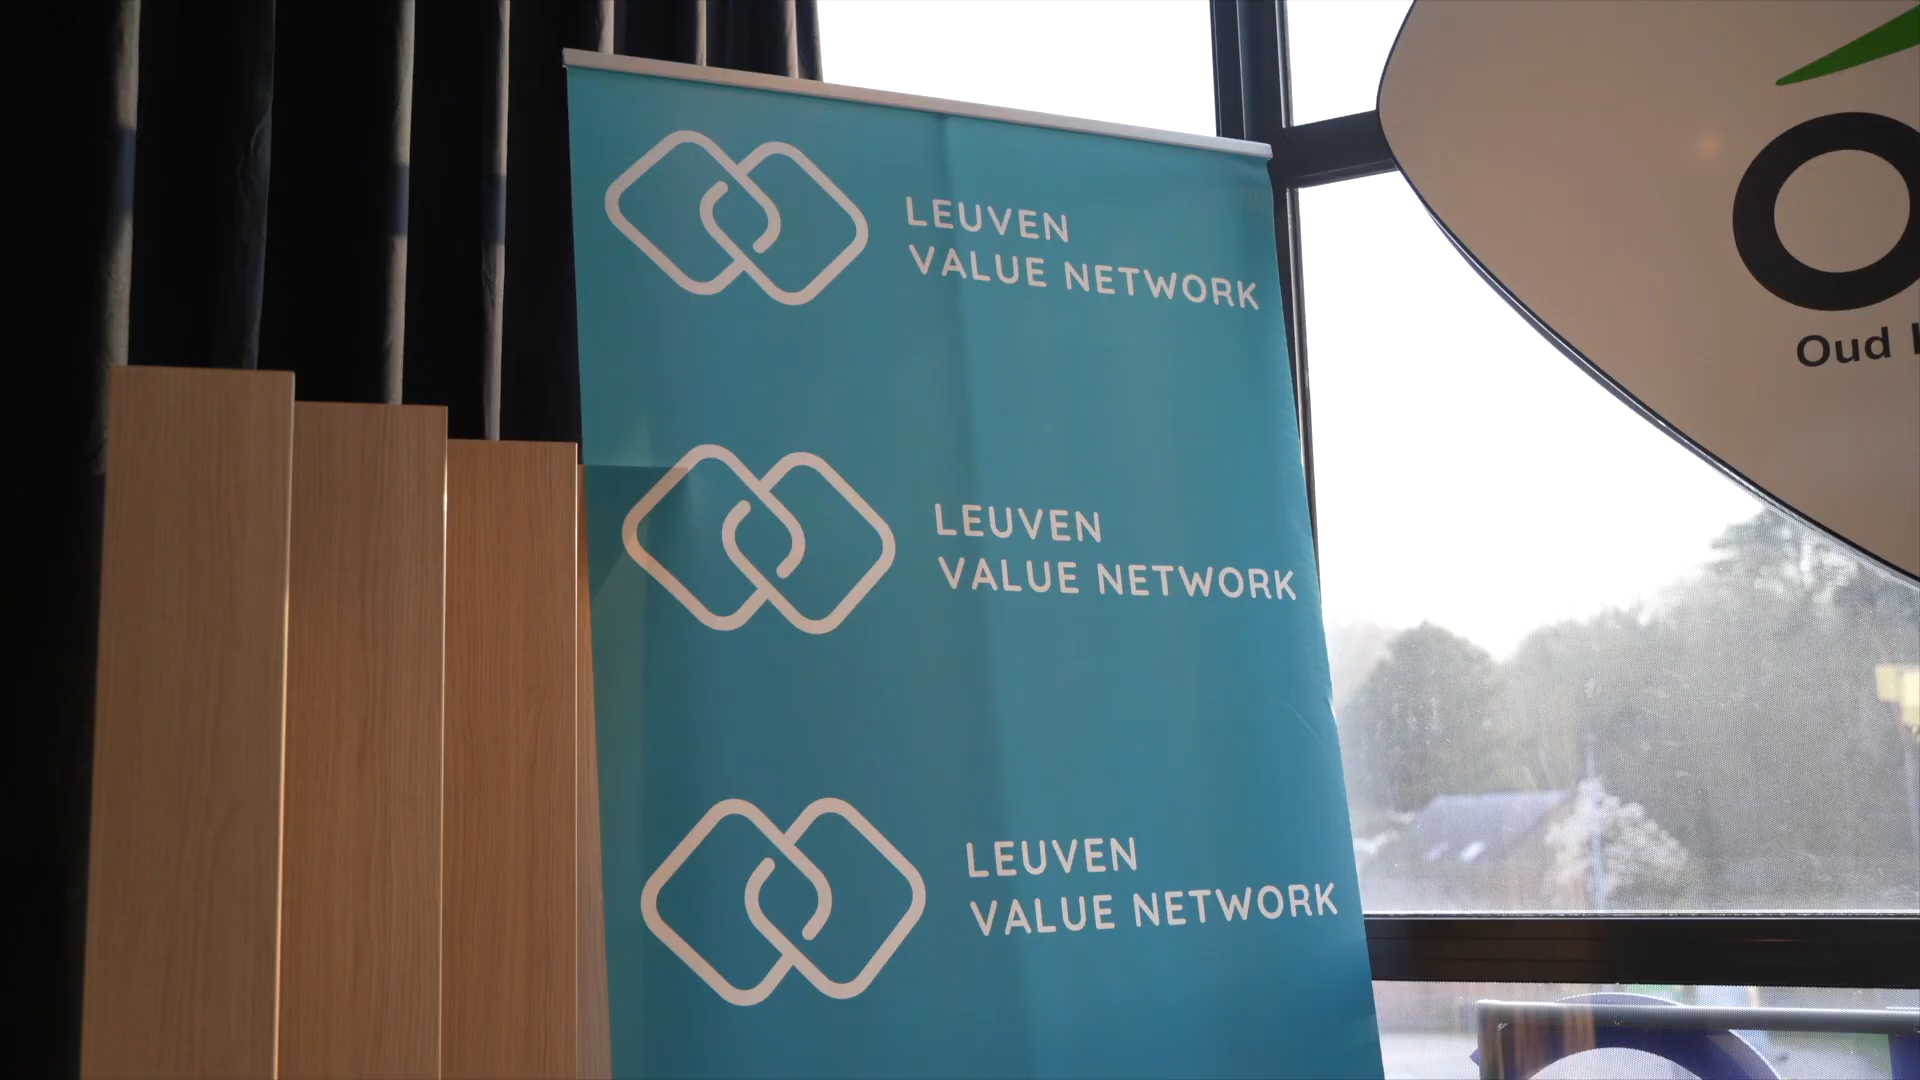 LEUVEN
VALUE NETWORK
LEUVEN
VALUE NETWORK
LEUVEN
VALUE NETWORK
Oud